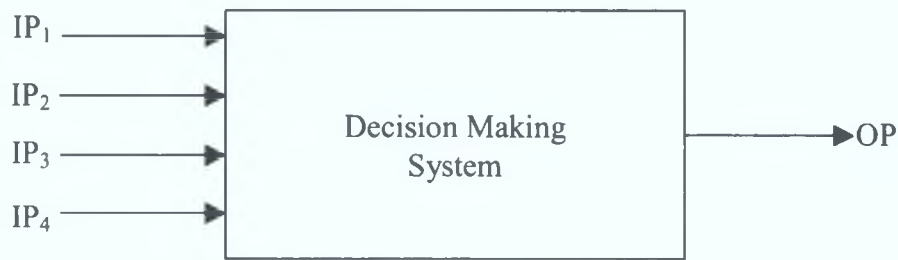 IP₁
IP₂
IP₃
IP₄
Decision Making
System
OP